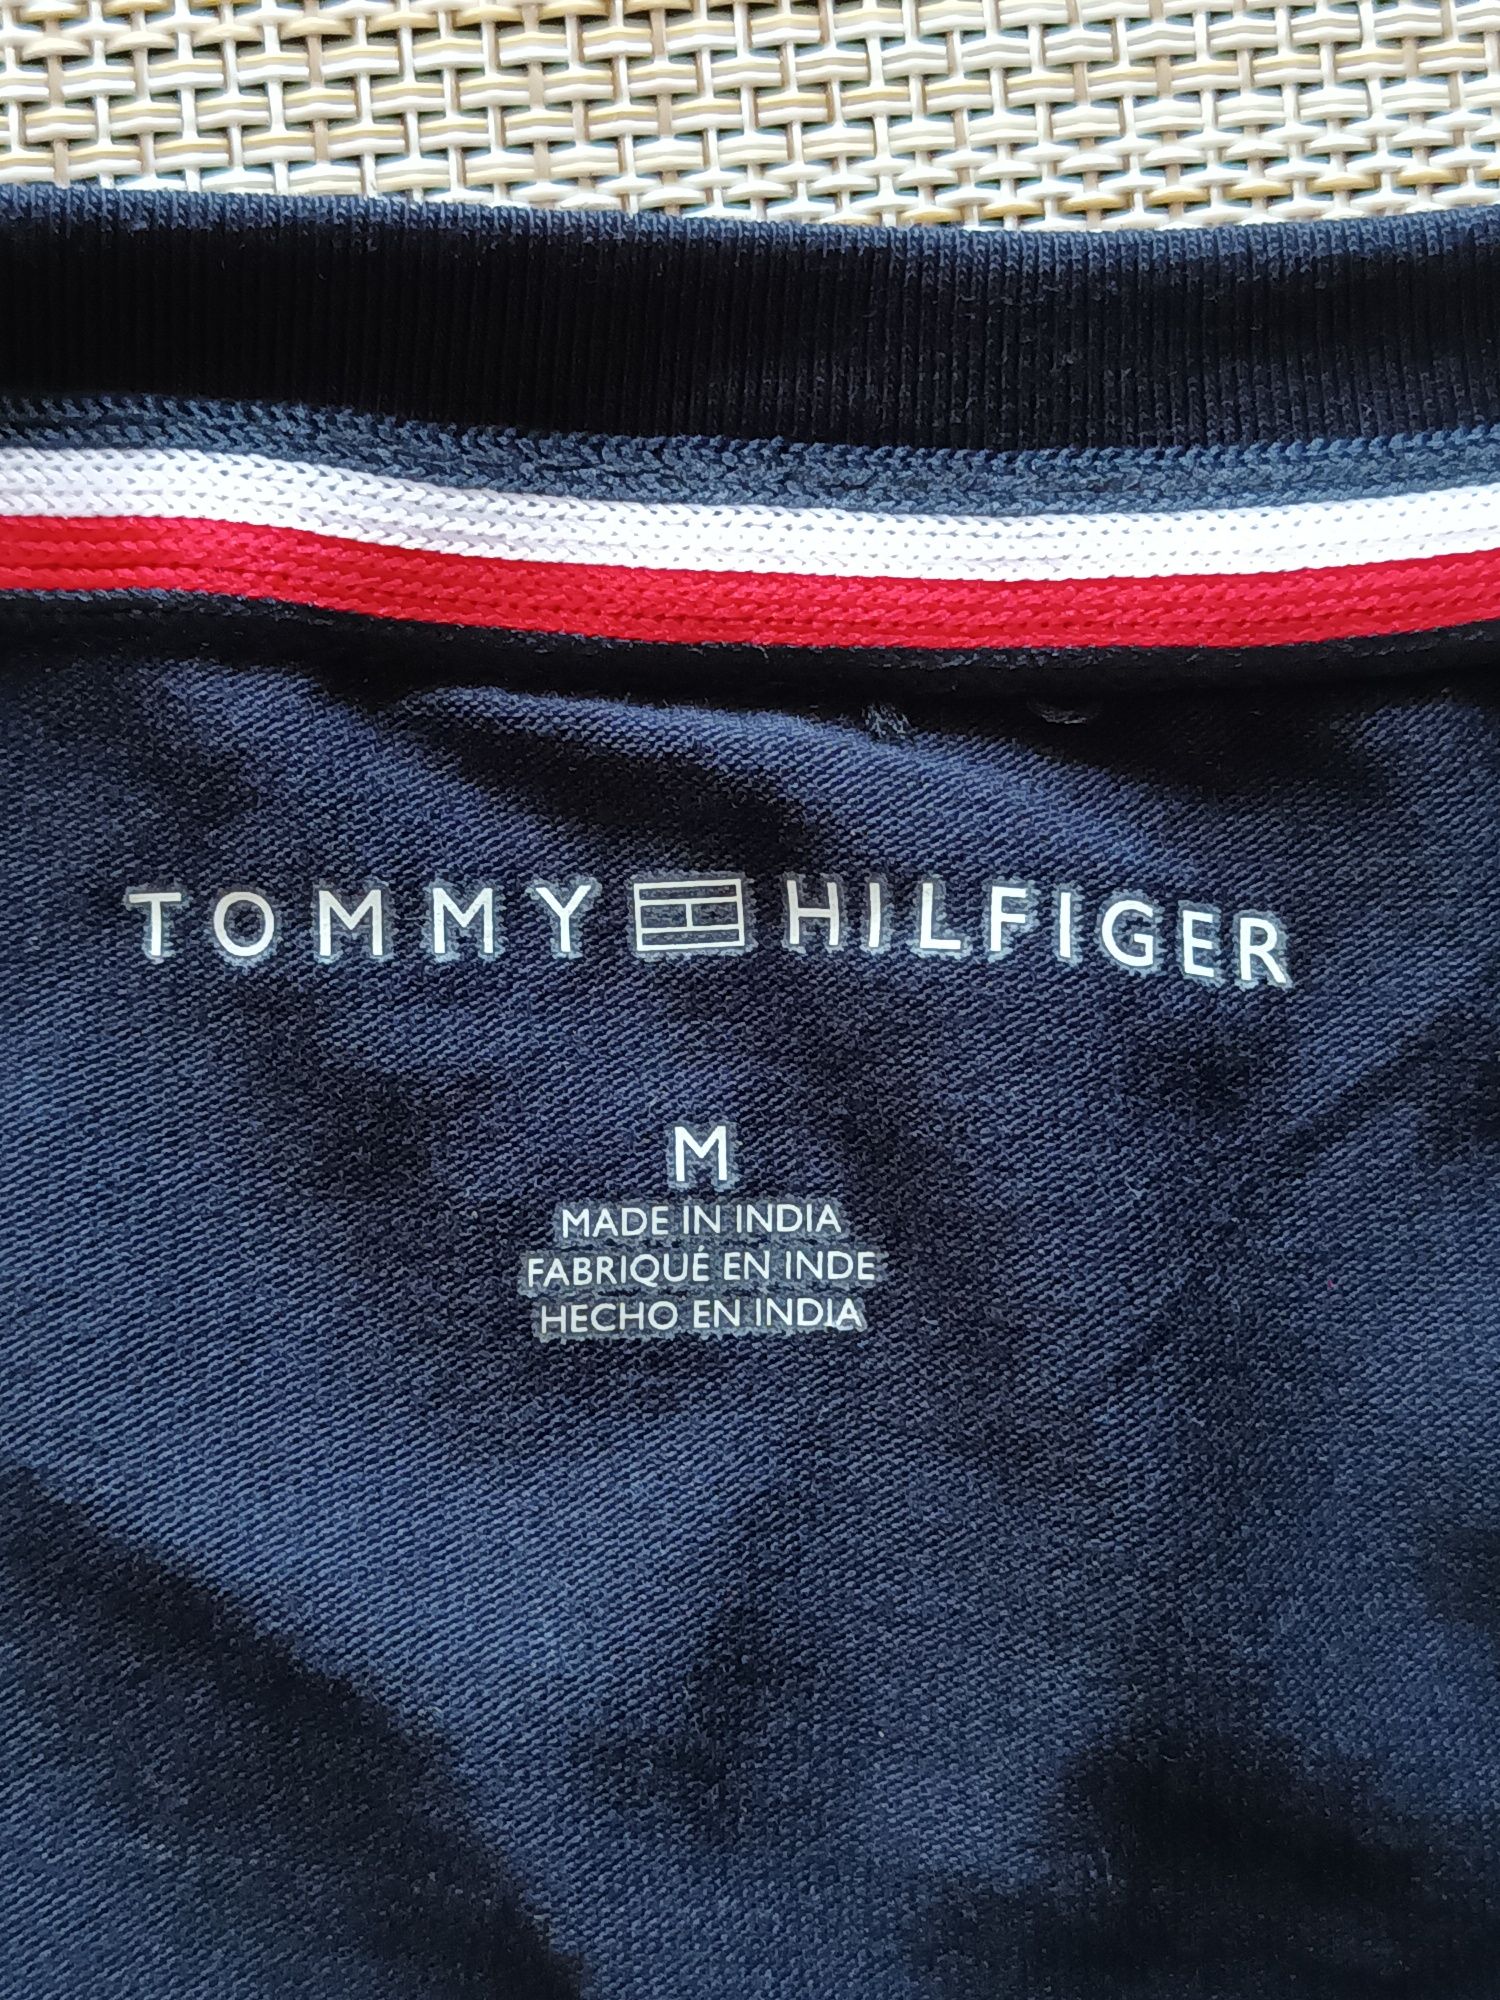 TOMMY HILFIGER
M
MADE IN INDIA
FABRIQUÉ EN INDE
HECHO EN INDIA